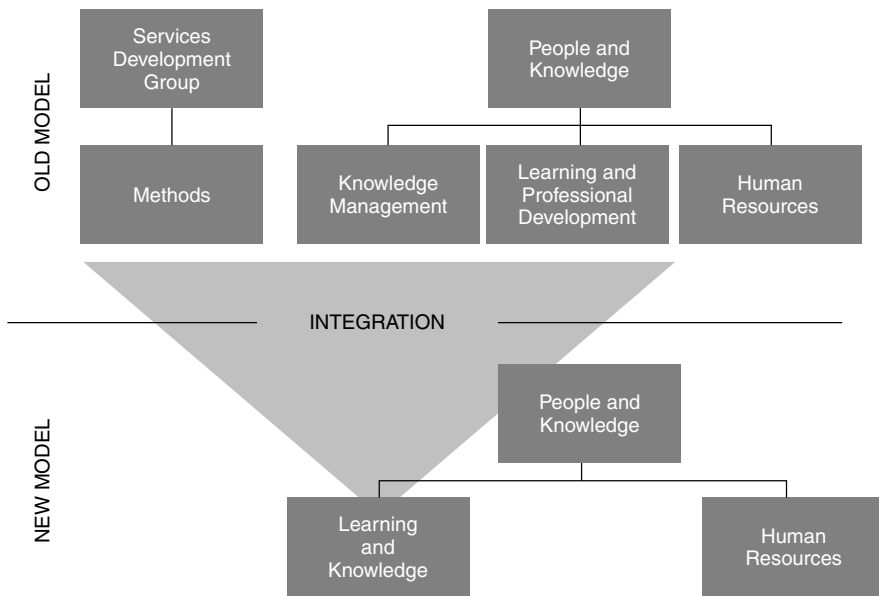 OLD MODEL
Services
Development
Group
People and
Knowledge
Methods
Knowledge
Management
Learning and
Professional
Development
Human
Resources
INTEGRATION
NEW MODEL
People and
Knowledge
Learning
and
Knowledge
Human
Resources